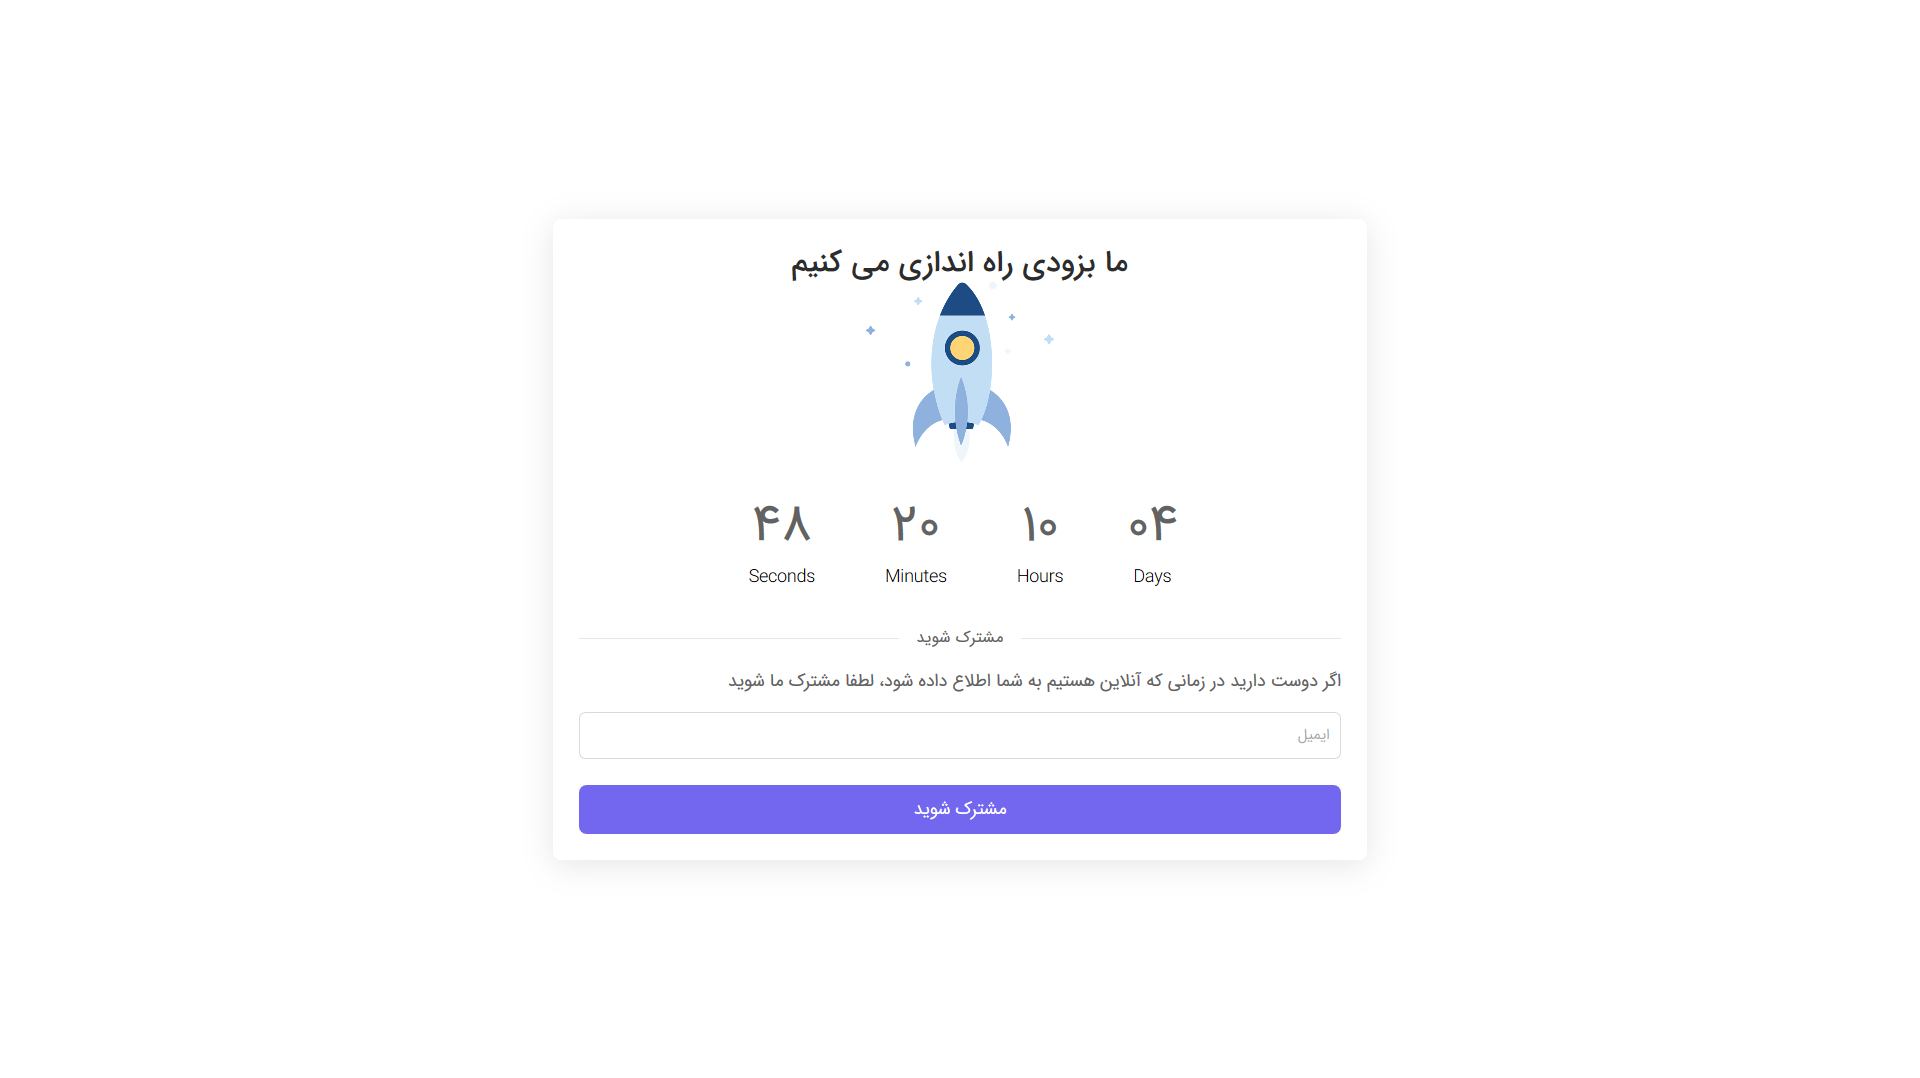 ما بزودی راه اندازی می کنیم
۰۴ ۱۰ ۲۰ ۴۸
Days Hours Minutes Seconds
مشترک شوید
اگر دوست دارید در زمانی که آنلاین هستیم به شما اطلاع داده شود، لطفا مشترک ما شوید
ایمیل
مشترک شوید